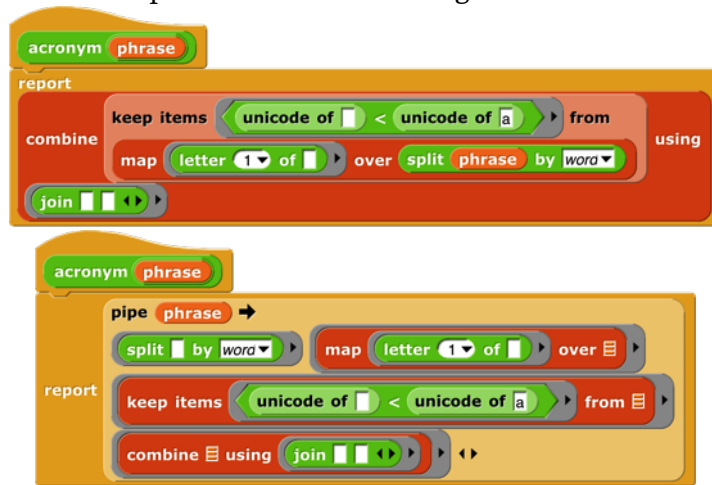 acronym phrase
report
keep items unicode of < unicode of a from
combine using
map letter 1 of over split phrase by word
join
acronym phrase
pipe phrase
split by word map letter 1 of over
report
keep items unicode of < unicode of a from
combine using join